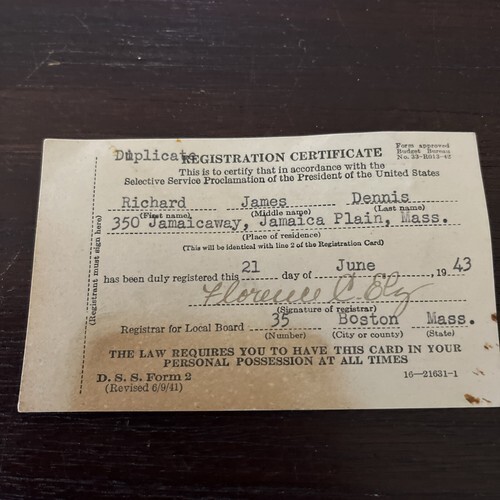 Duplicate
REGISTRATION CERTIFICATE
Form approved
Budget Bureau
No. 33-R013-42
This is to certify that in accordance with the
Selective Service Proclamation of the President of the United States
Richard James Dennis
(First name) (Middle name) (Last name)
350 Jamaicaway, Jamaica Plain, Mass.
(Place of residence)
(This will be identical with line 2 of the Registration Card)
has been duly registered this 21 day of June, 1943
Florence C. Ely
(Signature of registrar)
Registrar for Local Board 35 Boston Mass.
(Number) (City or county) (State)
THE LAW REQUIRES YOU TO HAVE THIS CARD IN YOUR
PERSONAL POSSESSION AT ALL TIMES
D. S. S. Form 2
(Revised 6/9/41)
16—21631-1
(Registrant must sign here)